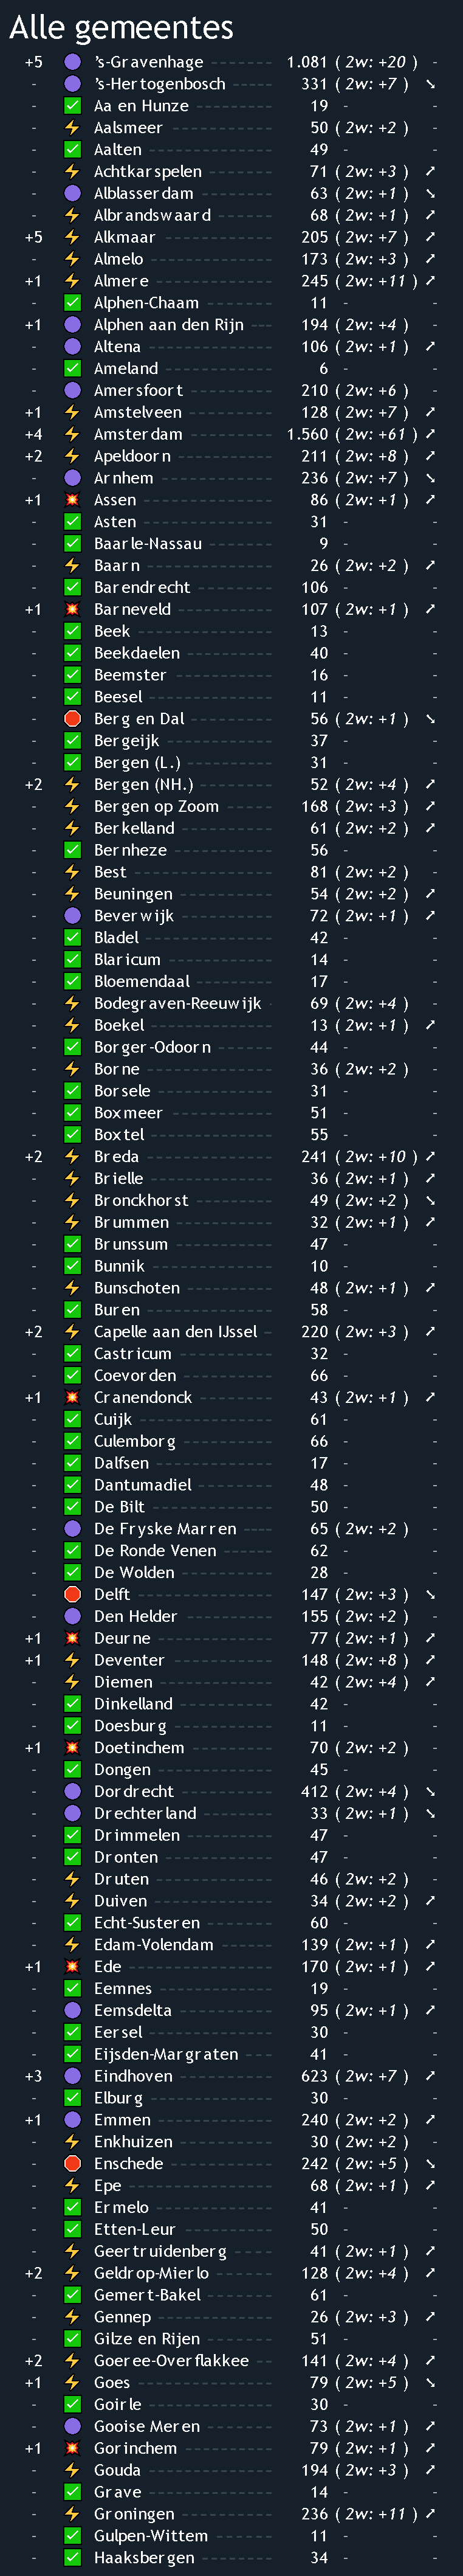 Alle gemeentes
+5 's-Gravenhage 1.081 ( 2w: +20 ) -
- 's-Hertogenbosch 331 ( 2w: +7 ) ↘
- ✅ Aa en Hunze 19 - -
- ⚡ Aalsmeer 50 ( 2w: +2 ) -
- ✅ Aalten 49 - -
- ⚡ Achtkarspelen 71 ( 2w: +3 ) ↗
- Alblasserdam 63 ( 2w: +1 ) ↘
- ⚡ Albrandswaard 68 ( 2w: +1 ) ↗
+5 ⚡ Alkmaar 205 ( 2w: +7 ) ↗
- ⚡ Almelo 173 ( 2w: +3 ) ↗
+1 ⚡ Almere 245 ( 2w: +11 ) ↗
- ✅ Alphen-Chaam 11 - -
+1 Alphen aan den Rijn 194 ( 2w: +4 ) -
- Altena 106 ( 2w: +1 ) ↗
- ✅ Ameland 6 - -
- Amersfoort 210 ( 2w: +6 ) -
+1 ⚡ Amstelveen 128 ( 2w: +7 ) ↗
+4 ⚡ Amsterdam 1.560 ( 2w: +61 ) ↗
+2 ⚡ Apeldoorn 211 ( 2w: +8 ) ↗
- Arnhem 236 ( 2w: +7 ) ↘
+1 Assen 86 ( 2w: +1 ) ↗
- ✅ Asten 31 - -
- ✅ Baarle-Nassau 9 - -
- ⚡ Baarn 26 ( 2w: +2 ) ↗
- ✅ Barendrecht 106 - -
+1 Barneveld 107 ( 2w: +1 ) ↗
- ✅ Beek 13 - -
- ✅ Beekdaelen 40 - -
- ✅ Beemster 16 - -
- ✅ Beesel 11 - -
- Berg en Dal 56 ( 2w: +1 ) ↘
- ✅ Bergeijk 37 - -
- ✅ Bergen (L.) 31 - -
+2 ⚡ Bergen (NH.) 52 ( 2w: +4 ) ↗
- ⚡ Bergen op Zoom 168 ( 2w: +3 ) ↗
- ⚡ Berkelland 61 ( 2w: +2 ) ↗
- ✅ Bernheze 56 - -
- ⚡ Best 81 ( 2w: +2 ) -
- ⚡ Beuningen 54 ( 2w: +2 ) ↗
- Beverwijk 72 ( 2w: +1 ) ↗
- ✅ Bladel 42 - -
- ✅ Blaricum 14 - -
- ✅ Bloemendaal 17 - -
- ⚡ Bodegraven-Reeuwijk 69 ( 2w: +4 ) -
- ⚡ Boekel 13 ( 2w: +1 ) ↗
- ✅ Borger-Odoorn 44 - -
- ⚡ Borne 36 ( 2w: +2 ) -
- ✅ Borsele 31 - -
- ✅ Boxmeer 51 - -
- ✅ Boxtel 55 - -
+2 ⚡ Breda 241 ( 2w: +10 ) ↗
- ⚡ Brielle 36 ( 2w: +1 ) ↗
- ⚡ Bronckhorst 49 ( 2w: +2 ) ↘
- ⚡ Brummen 32 ( 2w: +1 ) ↗
- ✅ Brunssum 47 - -
- ✅ Bunnik 10 - -
- ⚡ Bunschoten 48 ( 2w: +1 ) ↗
- ✅ Buren 58 - -
+2 ⚡ Capelle aan den IJssel 220 ( 2w: +3 ) ↗
- ✅ Castricum 32 - -
- ✅ Coevorden 66 - -
+1 Cranendonck 43 ( 2w: +1 ) ↗
- ✅ Cuijk 61 - -
- ✅ Culemborg 66 - -
- ✅ Dalfsen 17 - -
- ✅ Dantumadiel 48 - -
- ✅ De Bilt 50 - -
- De Fryske Marren 65 ( 2w: +2 ) -
- ✅ De Ronde Venen 62 - -
- ✅ De Wolden 28 - -
- Delft 147 ( 2w: +3 ) ↘
- Den Helder 155 ( 2w: +2 ) -
+1 Deurne 77 ( 2w: +1 ) ↗
+1 ⚡ Deventer 148 ( 2w: +8 ) ↗
- ⚡ Diemen 42 ( 2w: +4 ) ↗
- ✅ Dinkelland 42 - -
- ✅ Doesburg 11 - -
+1 Doetinchem 70 ( 2w: +2 ) -
- ✅ Dongen 45 - -
- Dordrecht 412 ( 2w: +4 ) ↘
- Drechterland 33 ( 2w: +1 ) ↘
- ✅ Drimmelen 47 - -
- ✅ Dronten 47 - -
- ⚡ Druten 46 ( 2w: +2 ) -
- ⚡ Duiven 34 ( 2w: +2 ) ↗
- ✅ Echt-Susteren 60 - -
- ⚡ Edam-Volendam 139 ( 2w: +1 ) ↗
+1 Ede 170 ( 2w: +1 ) ↗
- ✅ Eemnes 19 - -
- Eemsdelta 95 ( 2w: +1 ) ↗
- ✅ Eersel 30 - -
- ✅ Eijsden-Margraten 41 - -
+3 Eindhoven 623 ( 2w: +7 ) ↗
- ✅ Elburg 30 - -
+1 Emmen 240 ( 2w: +2 ) ↗
- ⚡ Enkhuizen 30 ( 2w: +2 ) -
- Enschede 242 ( 2w: +5 ) ↘
- ⚡ Epe 68 ( 2w: +1 ) ↗
- ✅ Ermelo 41 - -
- ✅ Etten-Leur 50 - -
- ⚡ Geertruidenberg 41 ( 2w: +1 ) ↗
+2 ⚡ Geldrop-Mierlo 128 ( 2w: +4 ) ↗
- ✅ Gemert-Bakel 61 - -
- ⚡ Gennep 26 ( 2w: +3 ) ↗
- ✅ Gilze en Rijen 51 - -
+2 ⚡ Goeree-Overflakkee 141 ( 2w: +4 ) ↗
+1 ⚡ Goes 79 ( 2w: +5 ) ↘
- ✅ Goirle 30 - -
- Gooise Meren 73 ( 2w: +1 ) ↗
+1 Gorinchem 79 ( 2w: +1 ) ↗
- ⚡ Gouda 194 ( 2w: +3 ) ↗
- ✅ Grave 14 - -
- ⚡ Groningen 236 ( 2w: +11 ) ↗
- ✅ Gulpen-Wittem 11 - -
- ✅ Haaksbergen 34 - -